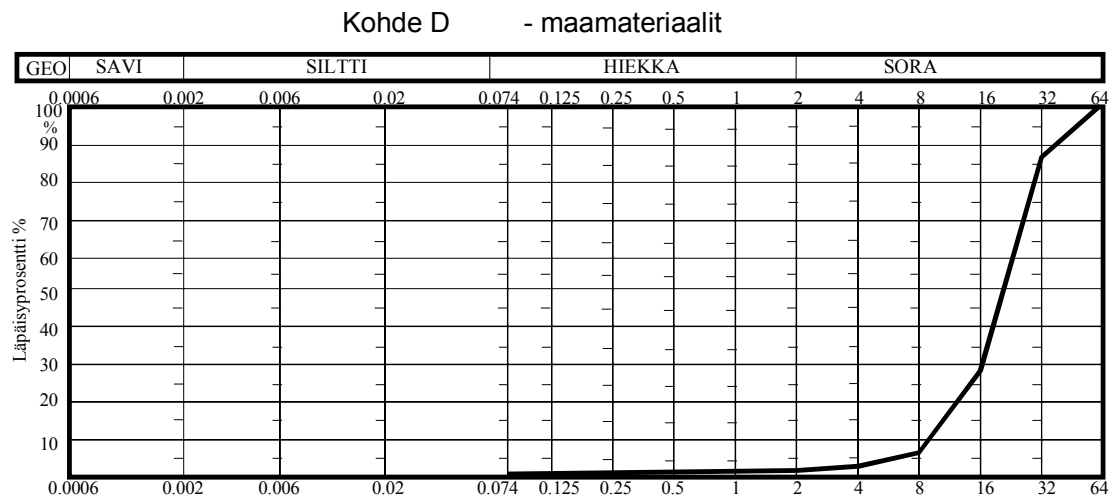 Kohde D - maamateriaalit
GEO SAVI SILTTI HIEKKA SORA
0.0006 0.002 0.006 0.02 0.074 0.125 0.25 0.5 1 2 4 8 16 32 64
100
%
90
80
70
60
50
40
30
20
10
Läpäisyprosentti %
0.0006 0.002 0.006 0.02 0.074 0.125 0.25 0.5 1 2 4 8 16 32 64